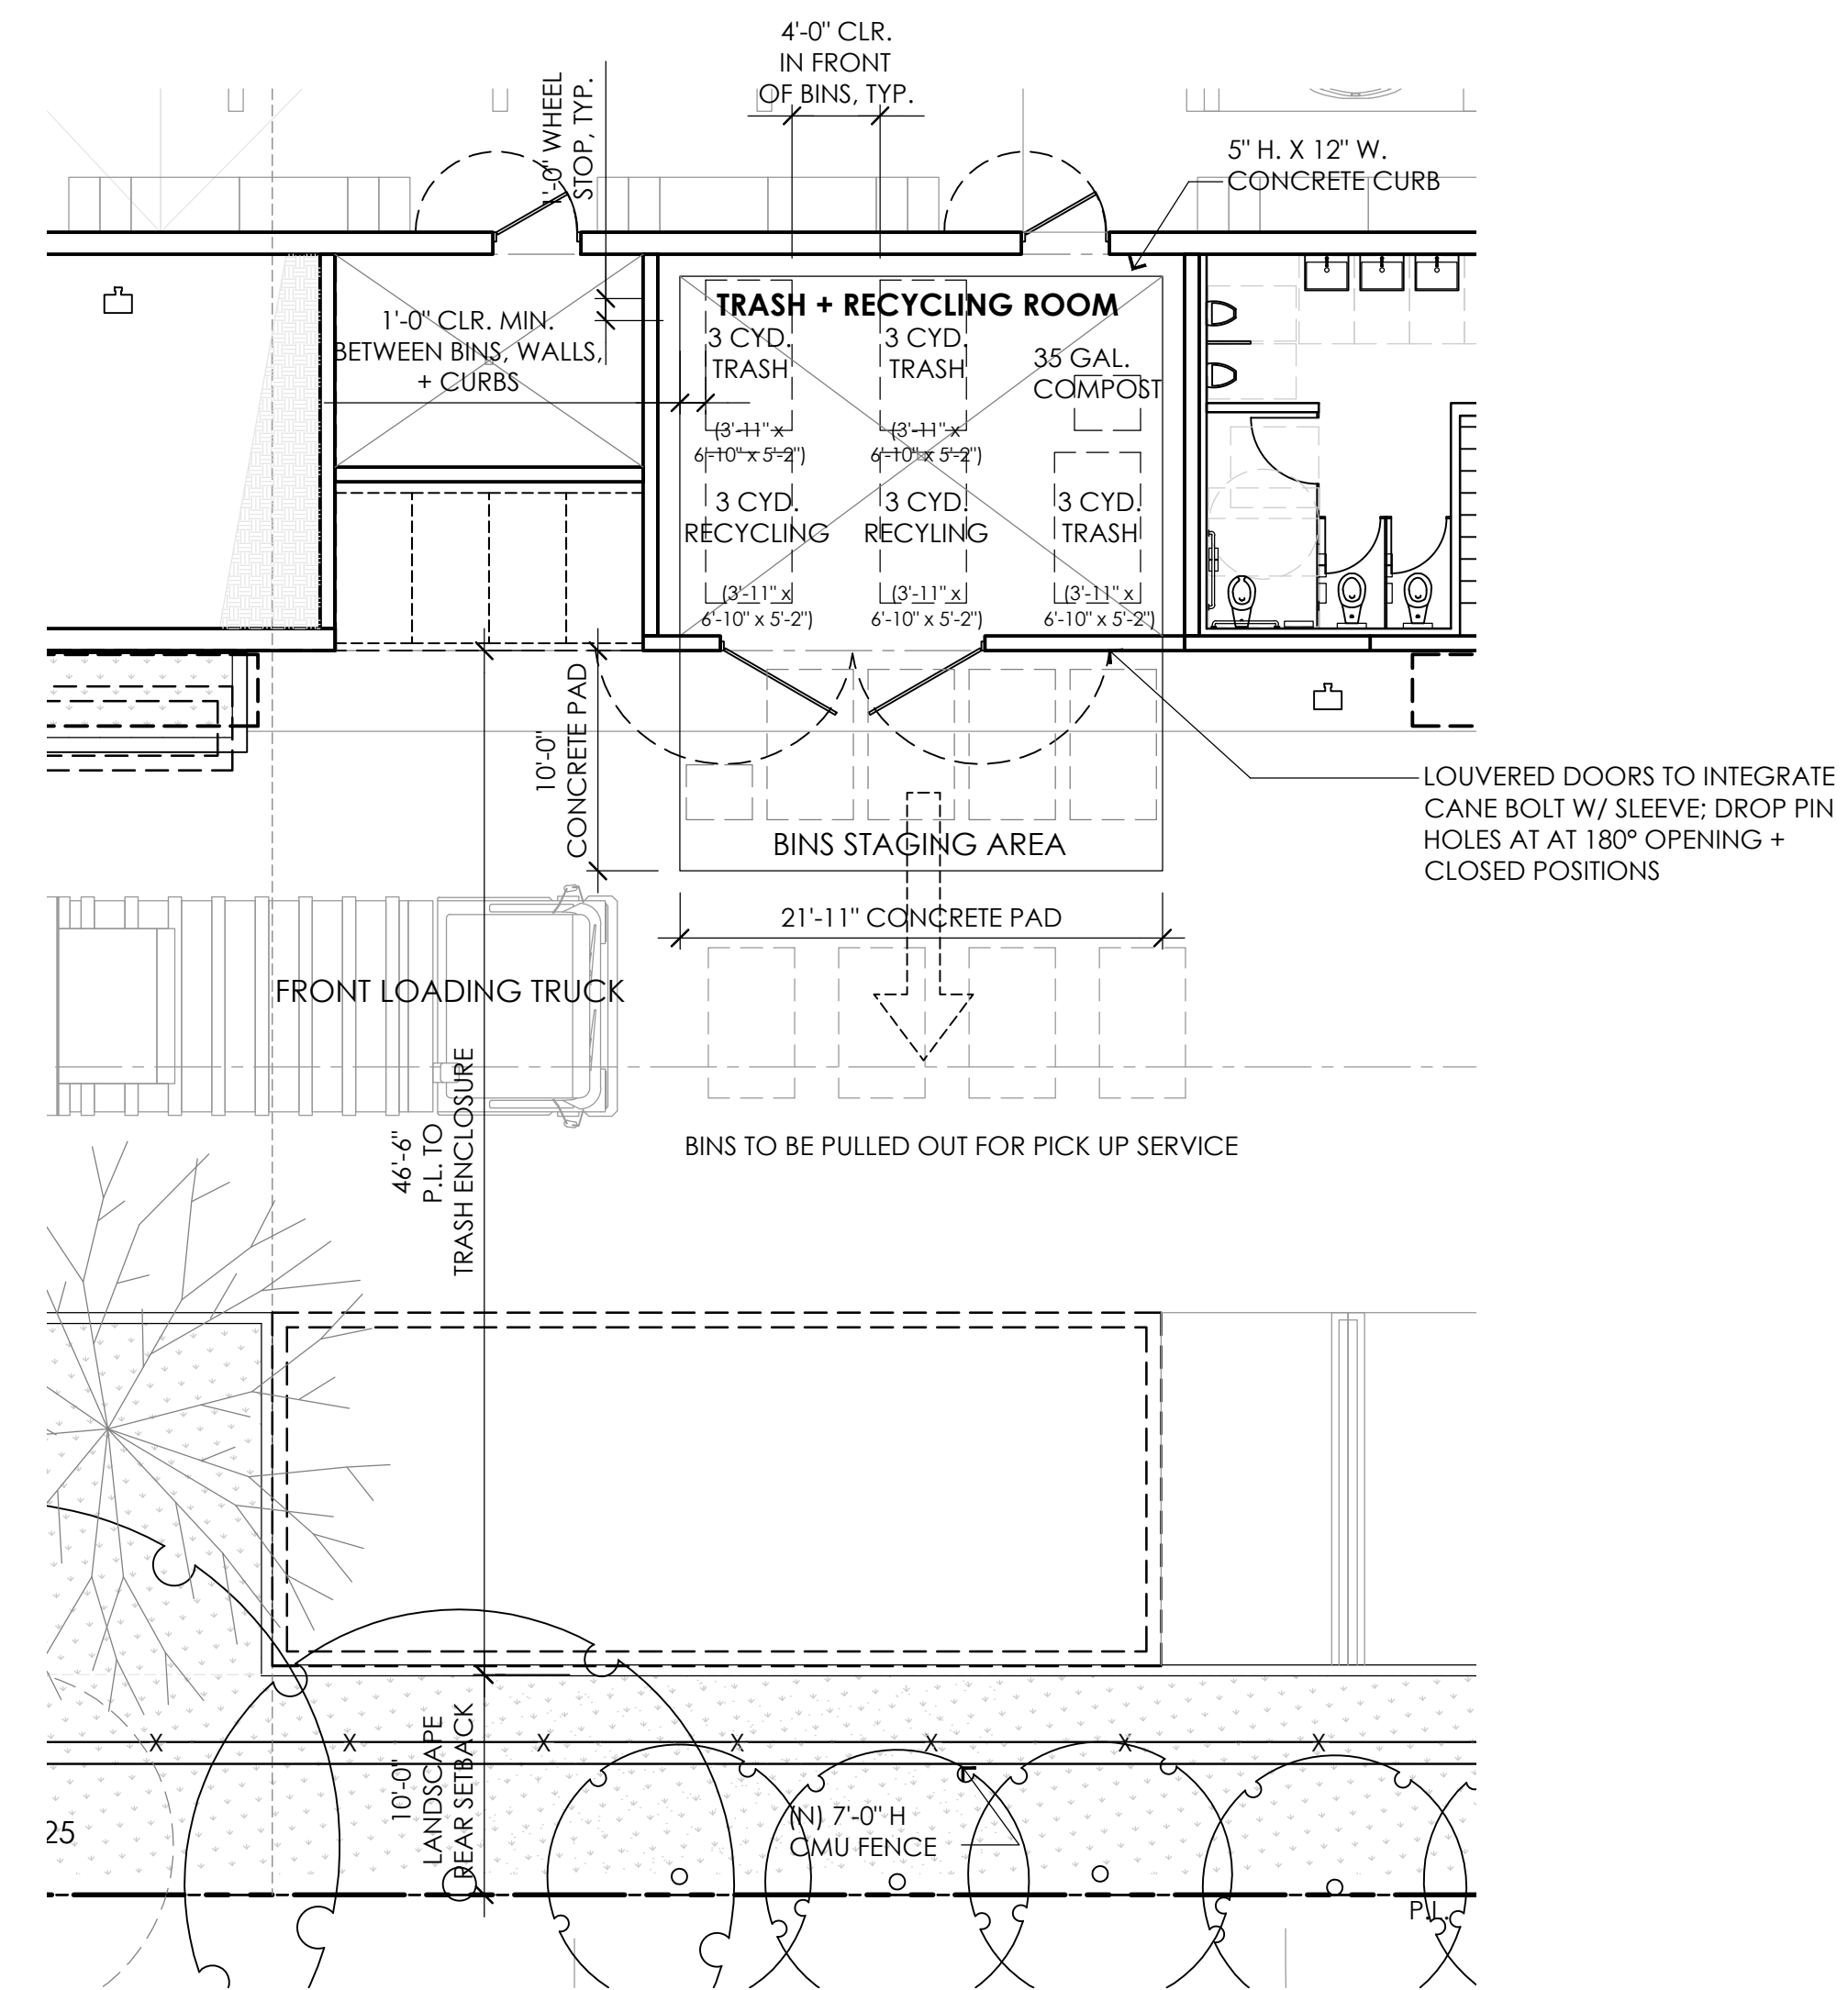 4'-0" CLR.
IN FRONT
OF BINS, TYP.
1'-0" WHEEL
STOP, TYP.
5" H. X 12" W.
CONCRETE CURB
TRASH + RECYCLING ROOM
1'-0" CLR. MIN.
BETWEEN BINS, WALLS,
+ CURBS
3 CYD.
TRASH
(3'-11" x
6'-10" x 5'-2")
3 CYD.
TRASH
(3'-11" x
6'-10" x 5'-2")
35 GAL.
COMPOST
3 CYD.
RECYCLING
(3'-11" x
6'-10" x 5'-2")
3 CYD.
RECYLING
(3'-11" x
6'-10" x 5'-2")
3 CYD.
TRASH
(3'-11" x
6'-10" x 5'-2")
10'-0"
CONCRETE PAD
LOUVERED DOORS TO INTEGRATE
CANE BOLT W/ SLEEVE; DROP PIN
HOLES AT AT 180° OPENING +
CLOSED POSITIONS
BINS STAGING AREA
21'-11" CONCRETE PAD
FRONT LOADING TRUCK
46'-6"
P.L. TO
TRASH ENCLOSURE
BINS TO BE PULLED OUT FOR PICK UP SERVICE
10'-0"
LANDSCAPE
REAR SETBACK
X X X X X X X
(N) 7'-0" H
CMU FENCE
25
P.L.